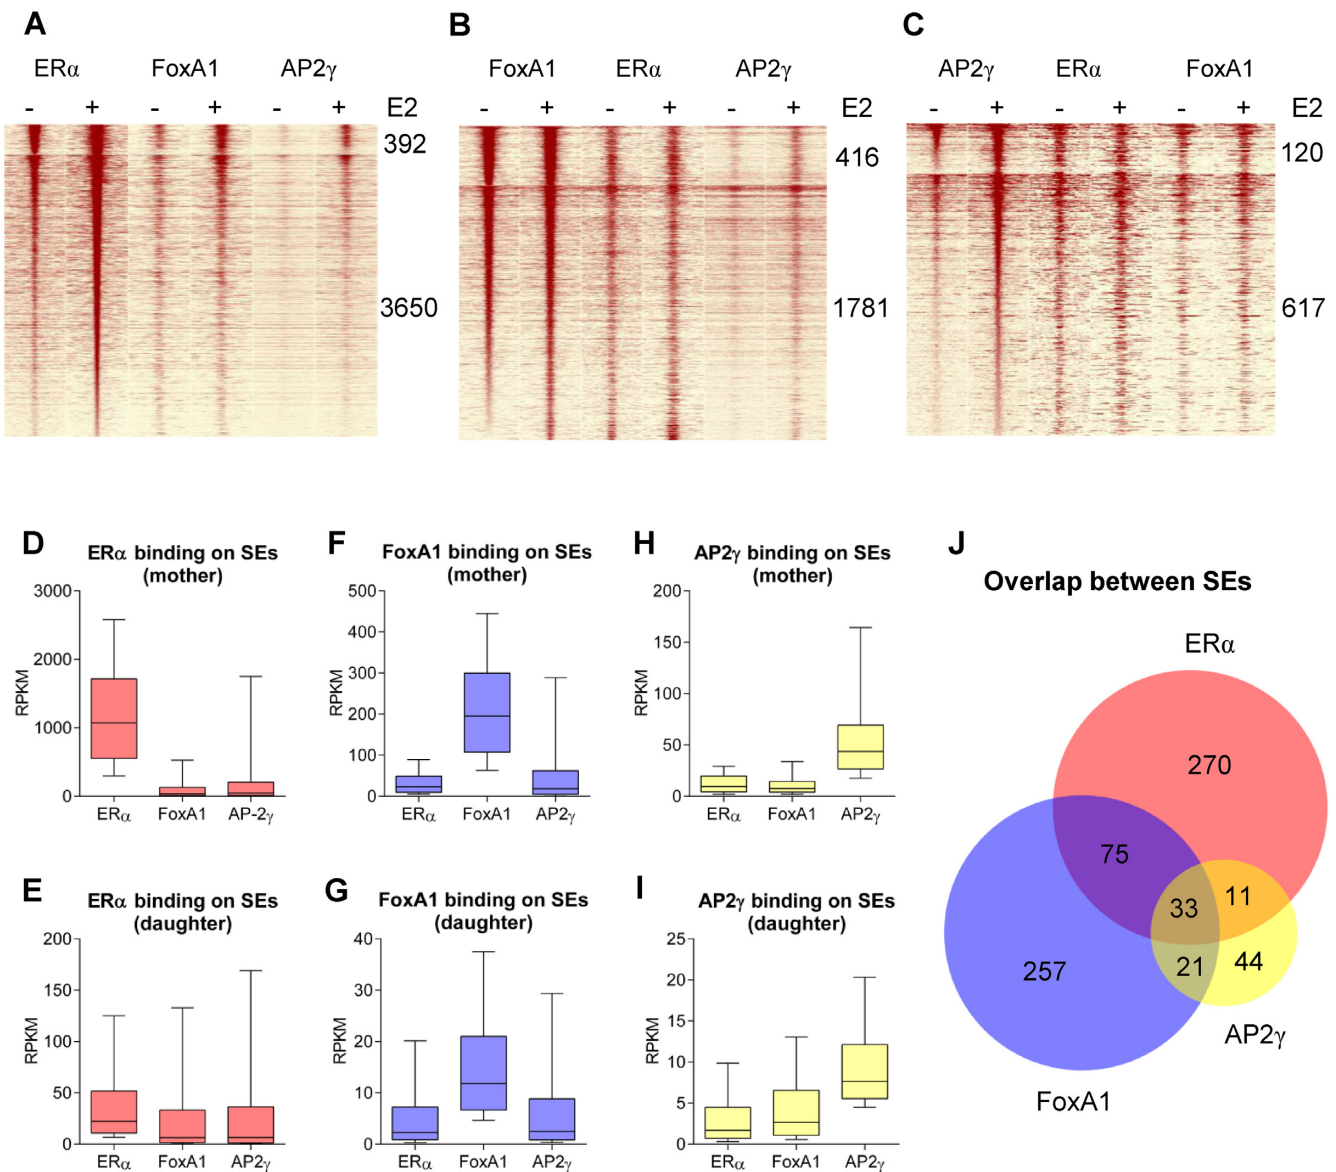 A
ERα FoxA1 AP2γ
- + - + - + E2
392
3650
B
FoxA1 ERα AP2γ
- + - + - + E2
416
1781
C
AP2γ ERα FoxA1
- + - + - + E2
120
617
D
ERα binding on SEs
(mother)
3000
2000
1000
0
RPKM
ERα FoxA1 AP-2γ
F
FoxA1 binding on SEs
(mother)
500
400
300
200
100
0
RPKM
ERα FoxA1 AP2γ
H
AP2γ binding on SEs
(mother)
200
150
100
50
0
RPKM
ERα FoxA1 AP2γ
E
ERα binding on SEs
(daughter)
200
150
100
50
0
RPKM
ERα FoxA1 AP2γ
G
FoxA1 binding on SEs
(daughter)
40
30
20
10
0
RPKM
ERα FoxA1 AP2γ
I
AP2γ binding on SEs
(daughter)
25
20
15
10
5
0
RPKM
ERα FoxA1 AP2γ
J
Overlap between SEs
ERα
270
75
33 11
257 21 44
AP2γ
FoxA1